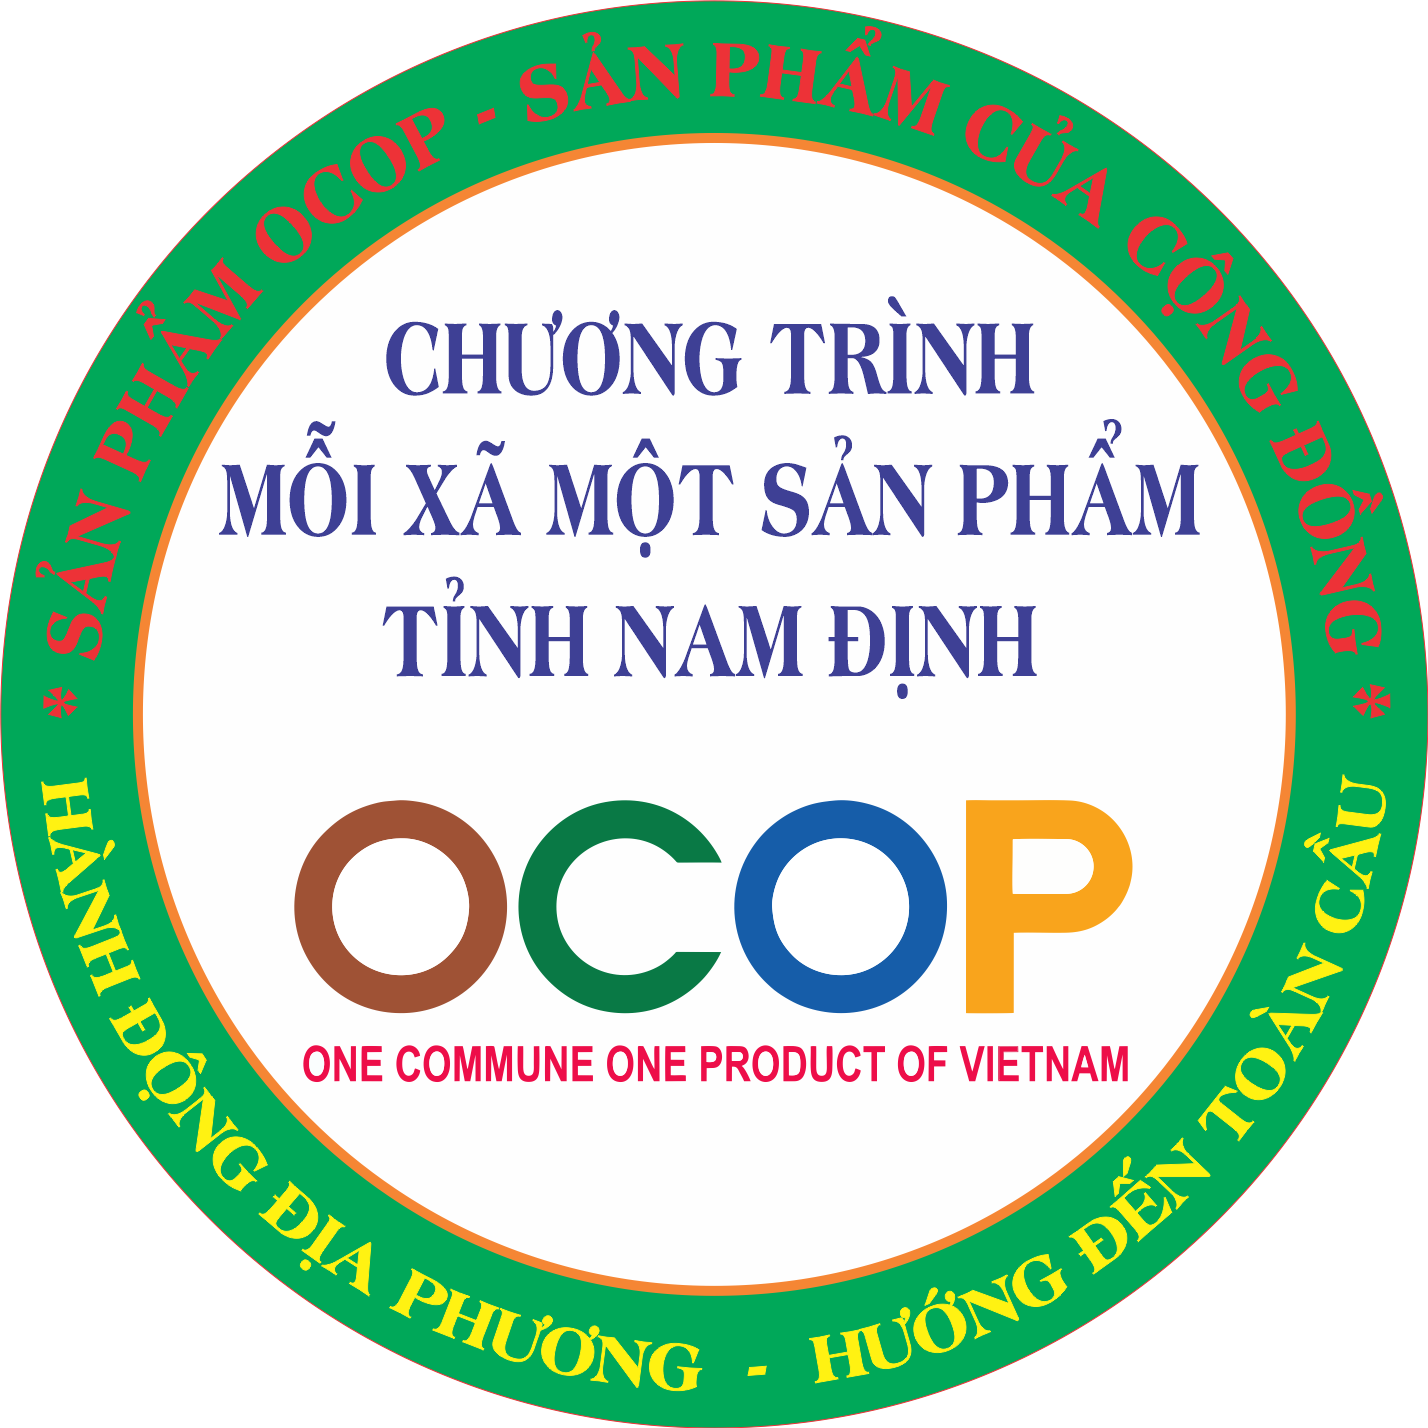 * SẢN PHẨM OCOP - SẢN PHẨM CỦA CỘNG ĐỒNG *
CHƯƠNG TRÌNH
MỖI XÃ MỘT SẢN PHẨM
TỈNH NAM ĐỊNH
OCOP
ONE COMMUNE ONE PRODUCT OF VIETNAM
HÀNH ĐỘNG ĐỊA PHƯƠNG - HƯỚNG ĐẾN TOÀN CẦU